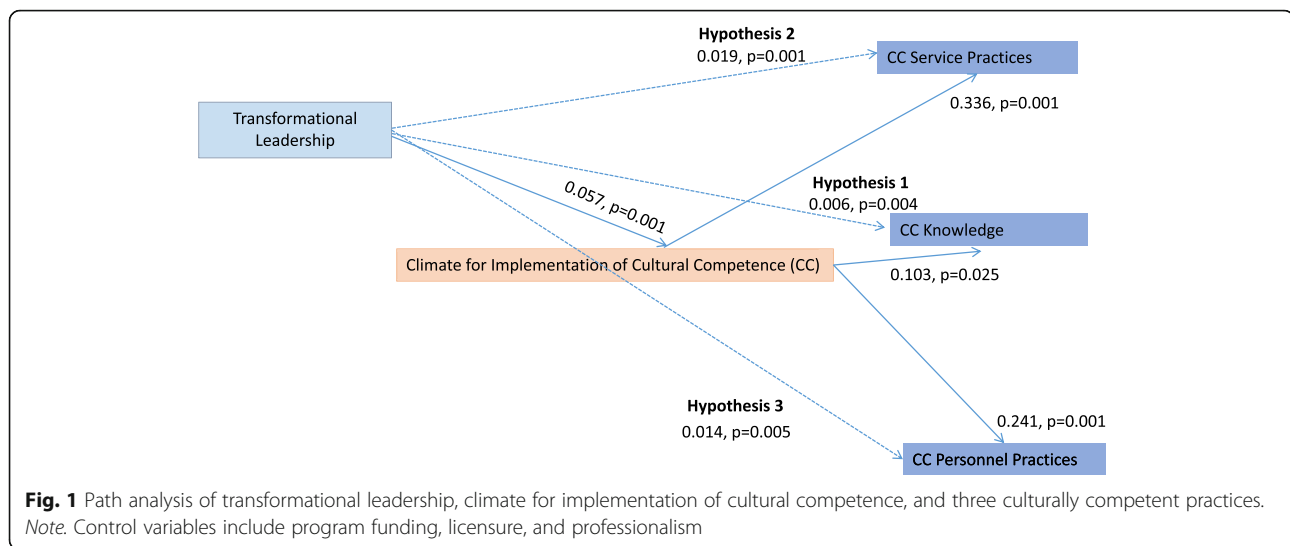 Hypothesis 2
0.019, p=0.001
CC Service Practices
0.336, p=0.001
Transformational
Leadership
Hypothesis 1
0.006, p=0.004
0.057, p=0.001
CC Knowledge
Climate for Implementation of Cultural Competence (CC)
0.103, p=0.025
Hypothesis 3
0.014, p=0.005
0.241, p=0.001
CC Personnel Practices
Fig. 1 Path analysis of transformational leadership, climate for implementation of cultural competence, and three culturally competent practices.
Note. Control variables include program funding, licensure, and professionalism